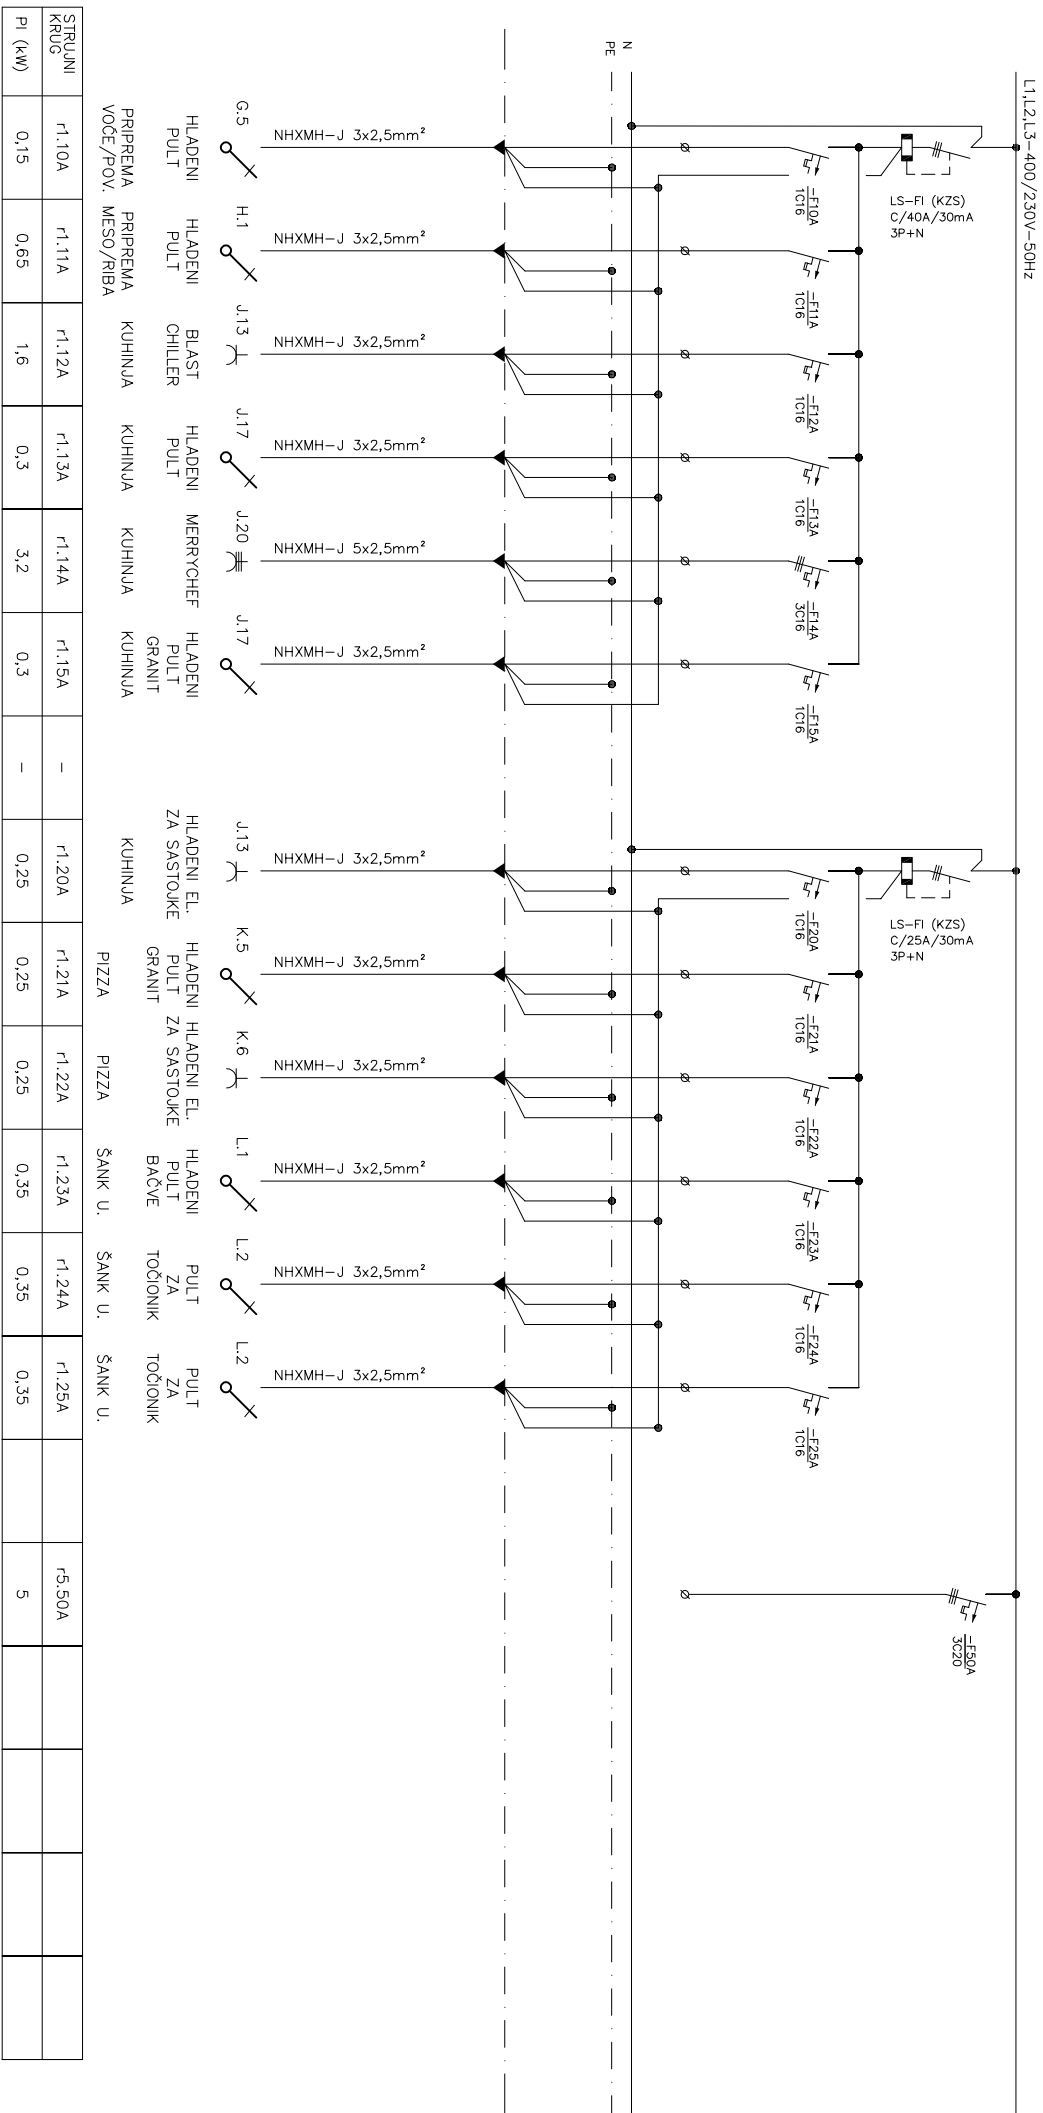 L1,L2,L3-400/230V-50Hz
LS-FI (KZS)
C/40A/30mA
3P+N
LS-FI (KZS)
C/25A/30mA
3P+N
-F10A
1C16
-F11A
1C16
-F12A
1C16
-F13A
1C16
-F14A
3C16
-F15A
1C16
-F20A
1C16
-F21A
1C16
-F22A
1C16
-F23A
1C16
-F24A
1C16
-F25A
1C16
-F50A
3C20
N
PE
NHXMH-J 3x2,5mm²
NHXMH-J 3x2,5mm²
NHXMH-J 3x2,5mm²
NHXMH-J 3x2,5mm²
NHXMH-J 5x2,5mm²
NHXMH-J 3x2,5mm²
NHXMH-J 3x2,5mm²
NHXMH-J 3x2,5mm²
NHXMH-J 3x2,5mm²
NHXMH-J 3x2,5mm²
NHXMH-J 3x2,5mm²
NHXMH-J 3x2,5mm²
G.5
H.1
J.13
J.17
J.20
J.17
J.13
K.5
K.6
L.1
L.2
L.2
HLADENI
PULT
PRIPREMA
VOĆE/POV.
HLADENI
PULT
PRIPREMA
MESO/RIBA
BLAST
CHILLER
KUHINJA
HLADENI
PULT
KUHINJA
MERRYCHEF
KUHINJA
HLADENI
PULT
GRANIT
KUHINJA
HLADENI EL.
ZA SASTOJKE
KUHINJA
HLADENI
PULT
GRANIT
PIZZA
HLADENI EL.
ZA SASTOJKE
PIZZA
HLADENI
PULT
BAČVE
ŠANK U.
PULT
ZA
TOČIONIK
ŠANK U.
PULT
ZA
TOČIONIK
ŠANK U.
STRUJNI
KRUG
r1.10A r1.11A r1.12A r1.13A r1.14A r1.15A - r1.20A r1.21A r1.22A r1.23A r1.24A r1.25A r5.50A
PI (kW) 0,15 0,65 1,6 0,3 3,2 0,3 - 0,25 0,25 0,25 0,35 0,35 0,35 5